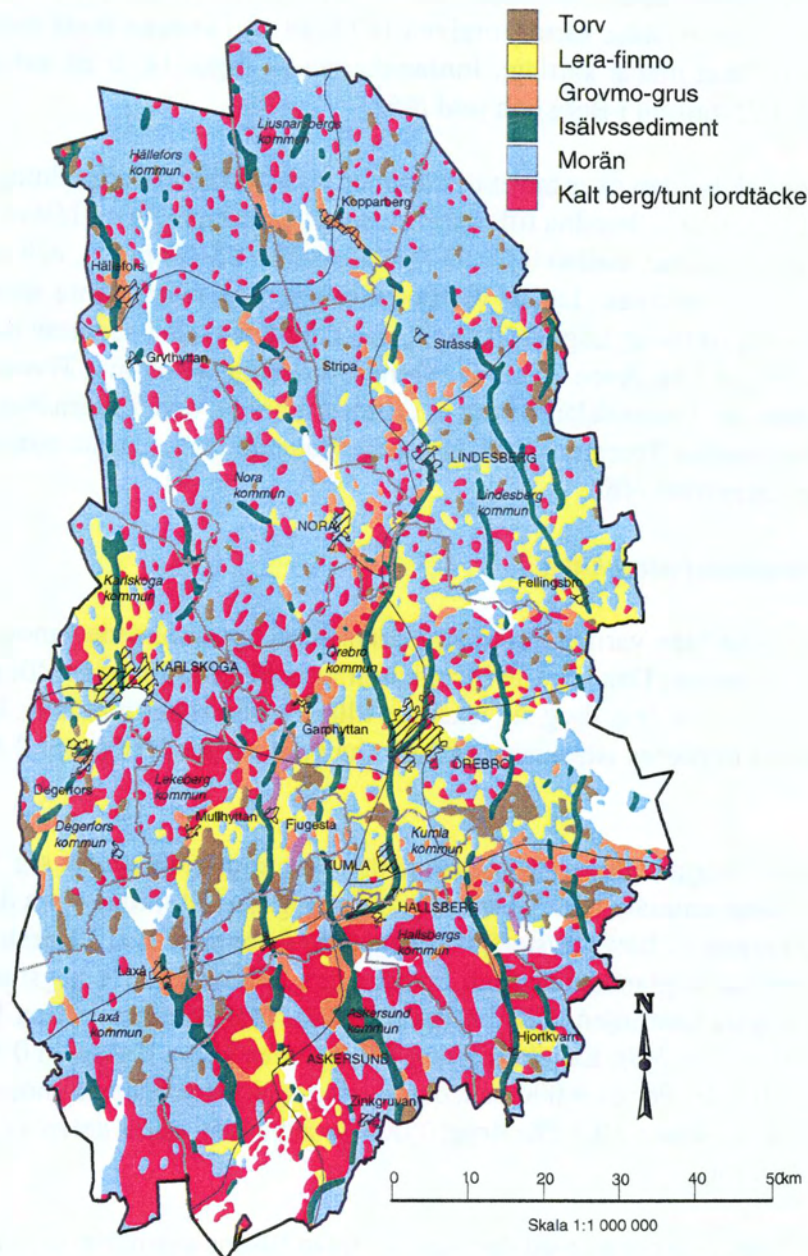 Torv
Lera-finmo
Grovmo-grus
Isälvssediment
Morän
Kalt berg/tunt jordtäcke
Ljusnarsbergs
kommun
Hällefors
kommun
Kopparberg
Hällefors
Grythyttan
Stråssa
Stripa
LINDESBERG
Nora
kommun
Lindesberg
kommun
NORA
Karlskoga
kommun
Fellingsbro
Örebro
kommun
KARLSKOGA
Garphyttan
ÖREBRO
Lekeberg
kommun
Degerfors
Mullhyttan
Fjugesta
Degerfors
kommun
Kumla
kommun
KUMLA
HALLSBERG
Hallsbergs
kommun
Laxå
Laxå
kommun
Askersund
kommun
Hjortkvarn
ASKERSUND
Zinkgruvan
N
0 10 20 30 40 50km
Skala 1:1 000 000